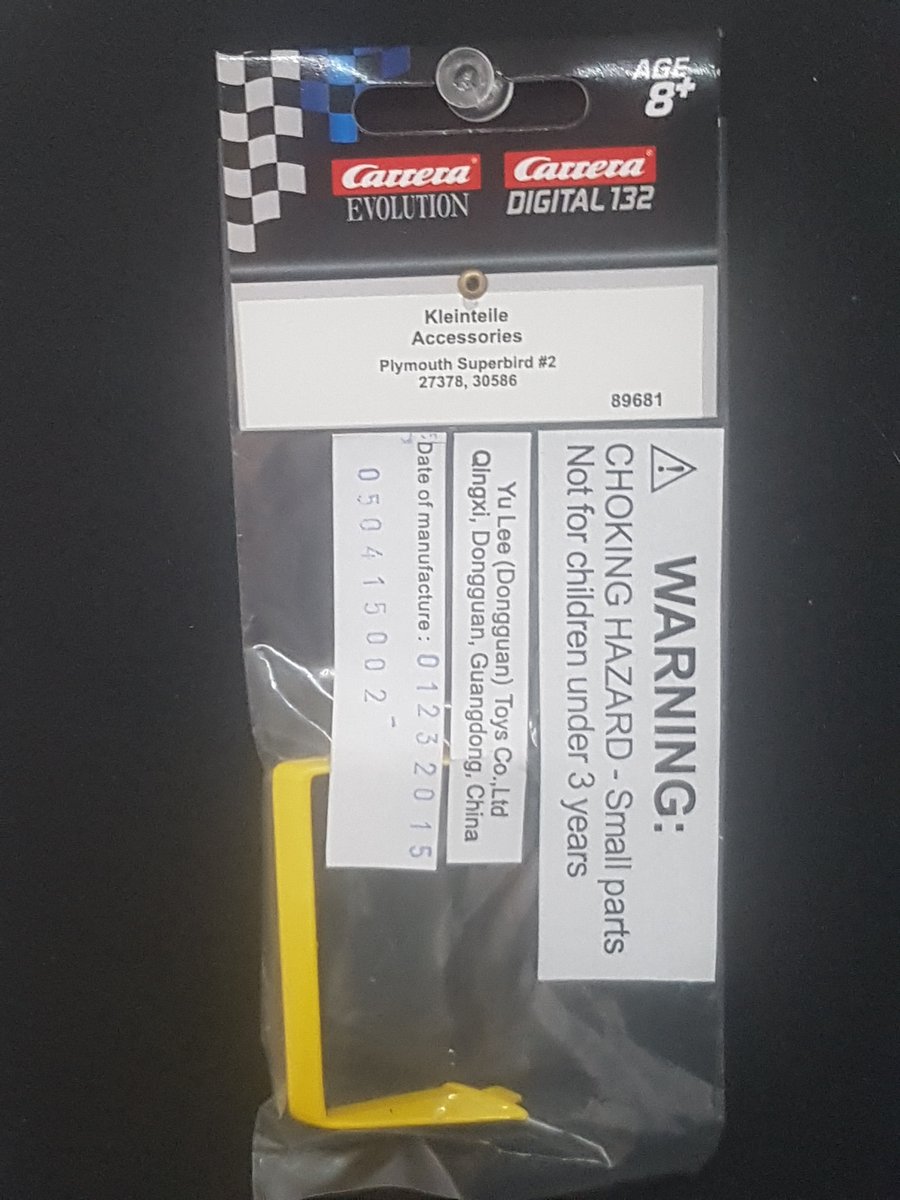 AGE
8+
Carrera®
EVOLUTION
Carrera®
DIGITAL 132
Kleinteile
Accessories
Plymouth Superbird #2
27378, 30586
89681
WARNING:
CHOKING HAZARD - Small parts
Not for children under 3 years
Yu Lee (Dongguan) Toys Co.,Ltd
Qingxi, Dongguan, Guangdong, China
Date of manufacture : 01232015
050415002-